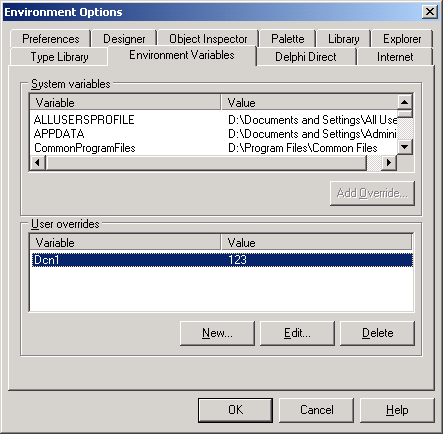 Environment Options
Preferences Designer Object Inspector Palette Library Explorer
Type Library Environment Variables Delphi Direct Internet
System variables
Variable Value
ALLUSERSPROFILE D:\Documents and Settings\All Use
APPDATA D:\Documents and Settings\Admini
CommonProgramFiles D:\Program Files\Common Files
Add Override...
User overrides
Variable Value
Dcn1 123
New... Edit... Delete
OK Cancel Help